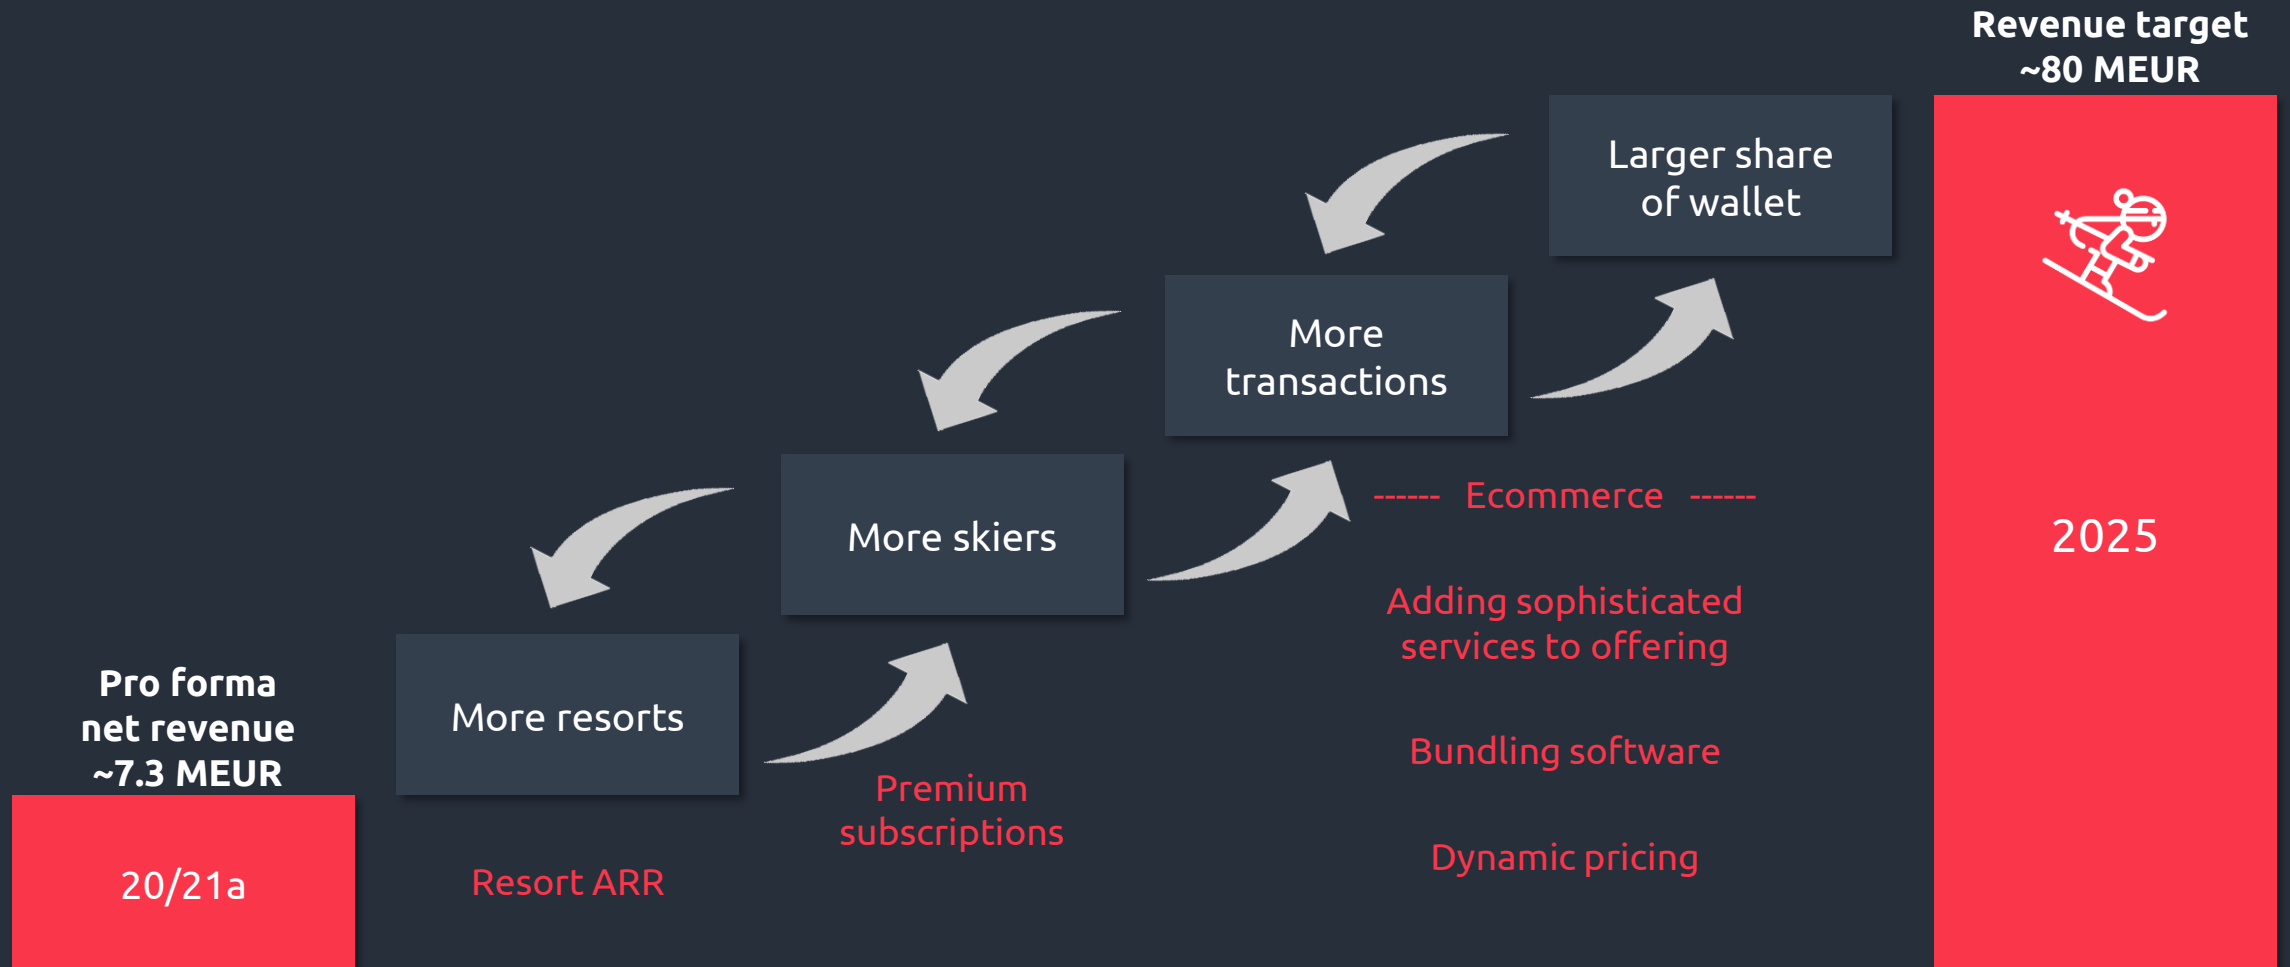 Revenue target
~80 MEUR
Larger share
of wallet
More
transactions
------ Ecommerce ------
More skiers
2025
Adding sophisticated
services to offering
Pro forma
net revenue
~7.3 MEUR
More resorts
Bundling software
Premium
subscriptions
Dynamic pricing
20/21a
Resort ARR